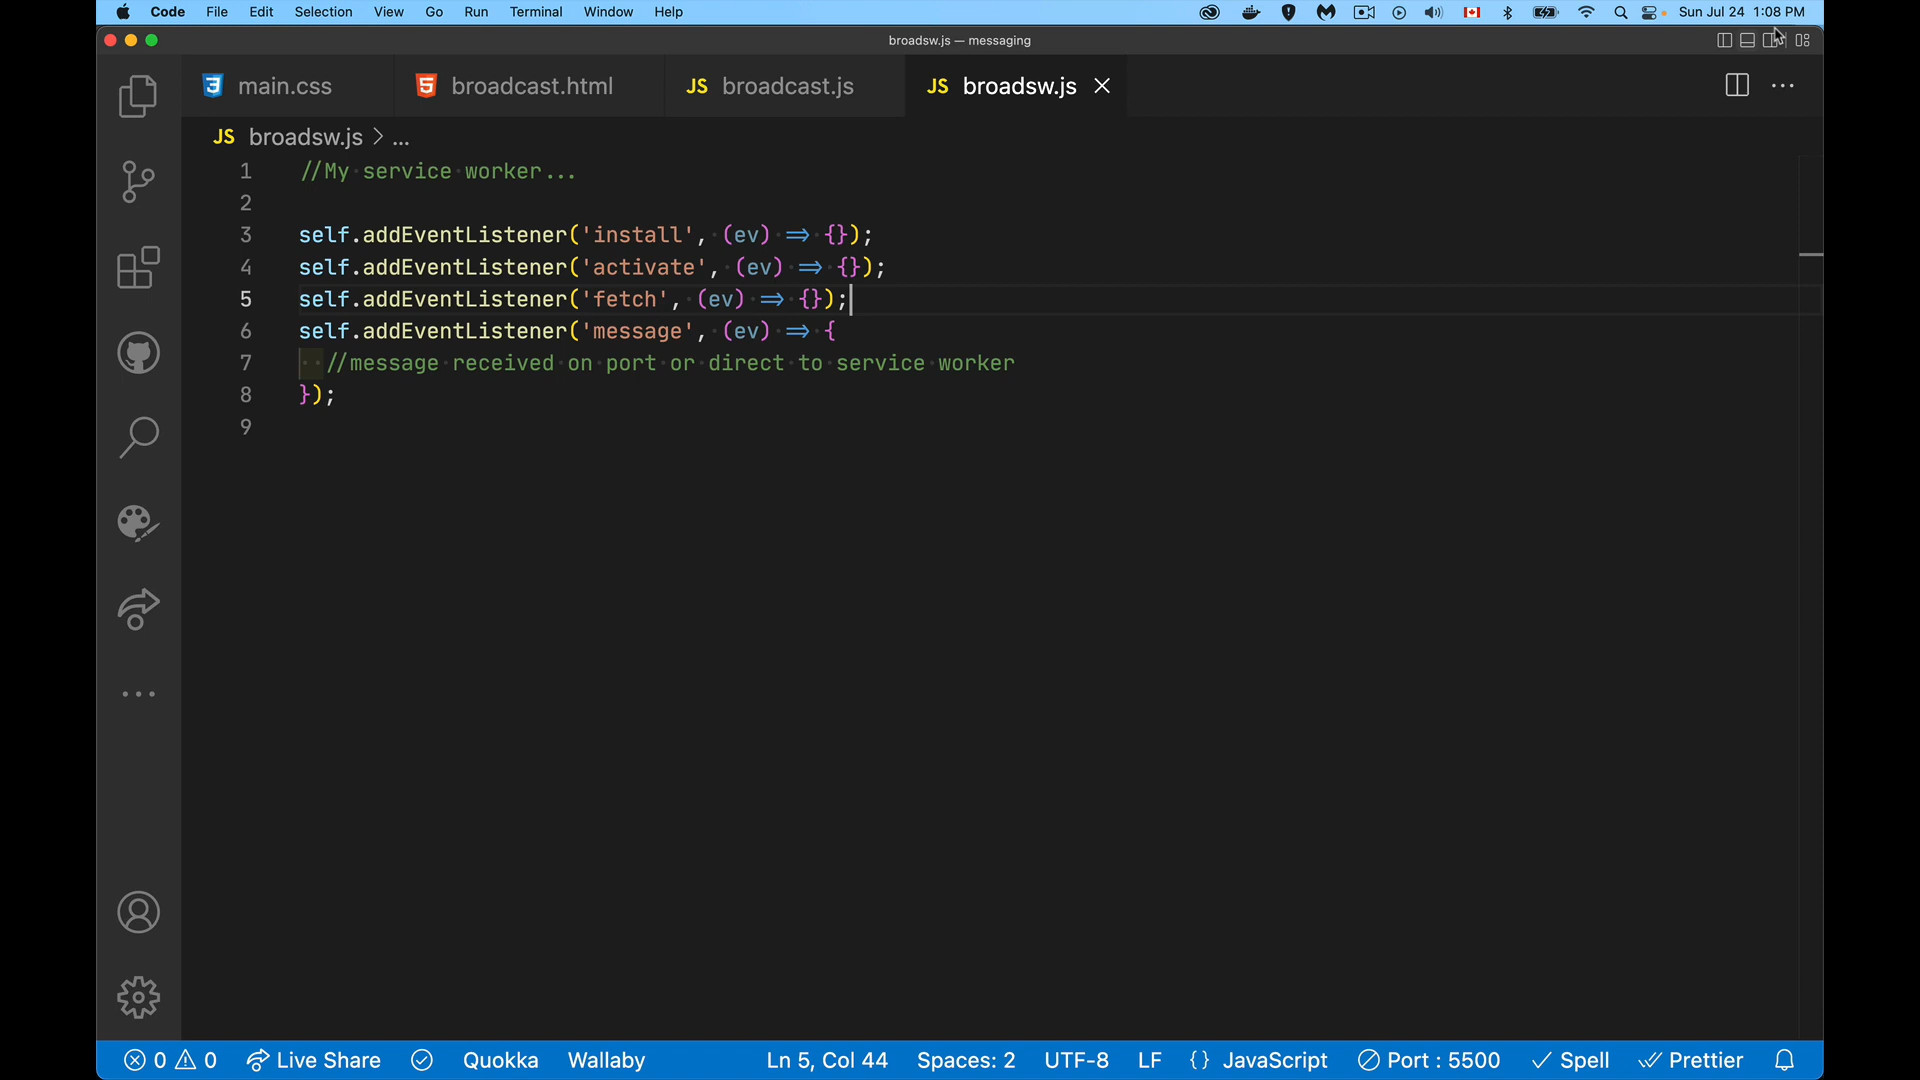 Code File Edit Selection View Go Run Terminal Window Help Sun Jul 24 1:08 PM
broadsw.js — messaging
main.css broadcast.html JS broadcast.js JS broadsw.js
JS broadsw.js > ...
1 //My service worker...
2
3 self.addEventListener('install', (ev) => {});
4 self.addEventListener('activate', (ev) => {});
5 self.addEventListener('fetch', (ev) => {});
6 self.addEventListener('message', (ev) => {
7 //message received on port or direct to service worker
8 });
9
0 0 Live Share Quokka Wallaby Ln 5, Col 44 Spaces: 2 UTF-8 LF {} JavaScript Port : 5500 Spell Prettier